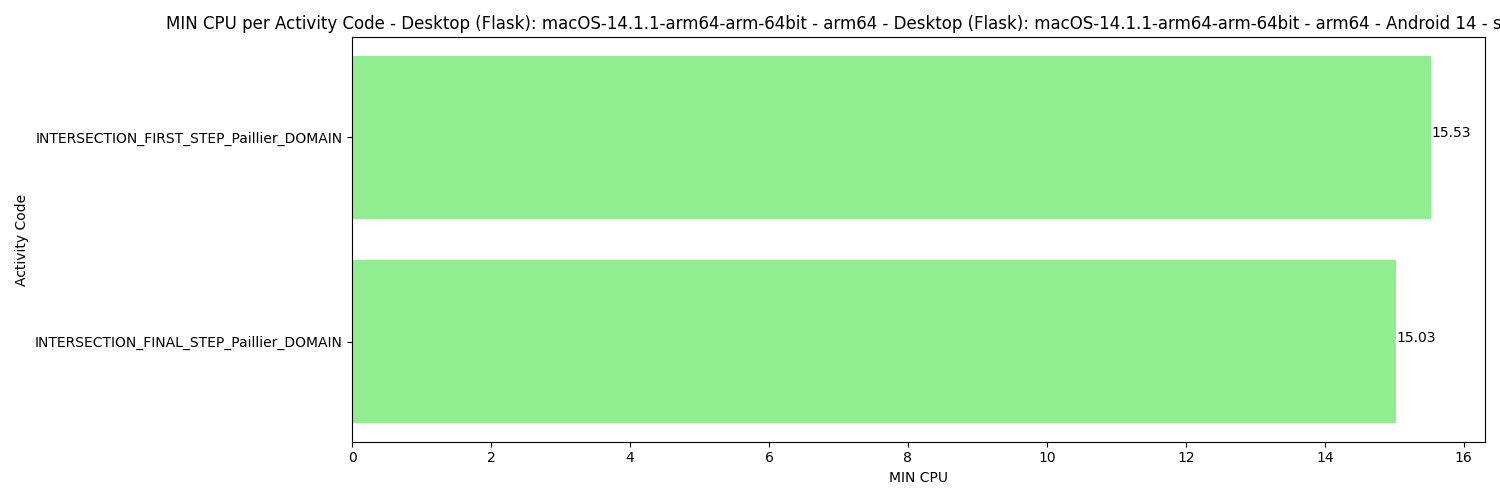 MIN CPU per Activity Code - Desktop (Flask): macOS-14.1.1-arm64-arm-64bit - arm64 - Desktop (Flask): macOS-14.1.1-arm64-arm-64bit - arm64 - Android 14 - s
INTERSECTION_FIRST_STEP_Paillier_DOMAIN
15.53
Activity Code
INTERSECTION_FINAL_STEP_Paillier_DOMAIN
15.03
0 2 4 6 8 10 12 14 16
MIN CPU